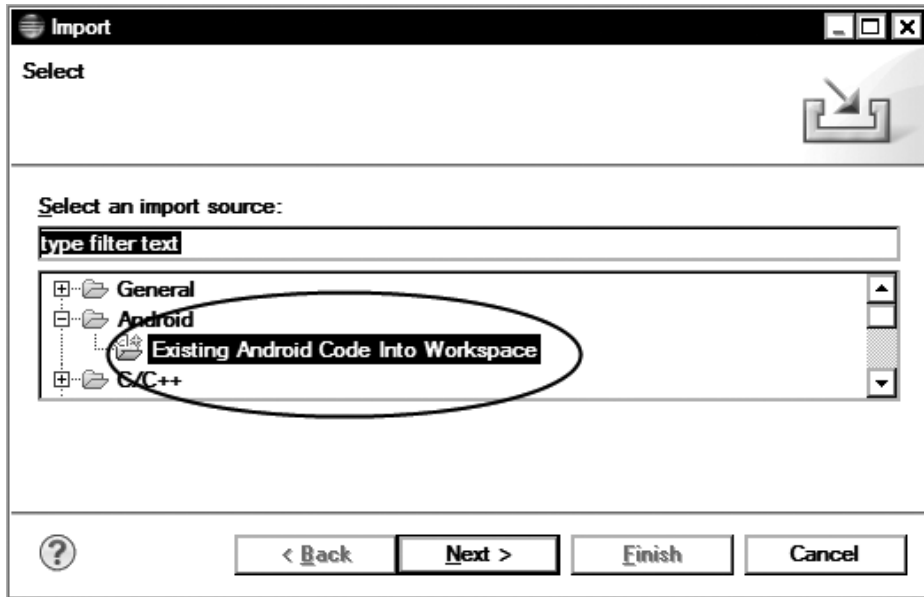 Import
Select
Select an import source:
type filter text
General
Android
Existing Android Code Into Workspace
C/C++
< Back Next > Finish Cancel